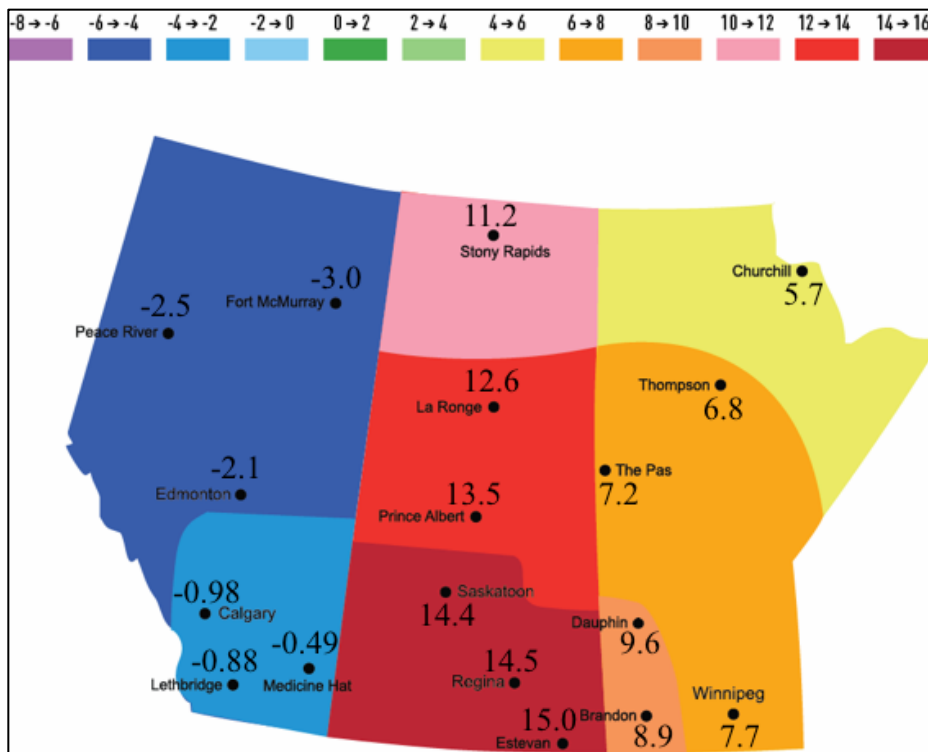 -8→-6 -6→-4 -4→-2 -2→0 0→2 2→4 4→6 6→8 8→10 10→12 12→14 14→16
11.2
Stony Rapids
Churchill
5.7
-3.0
Fort McMurray
-2.5
Peace River
12.6
La Ronge
Thompson
6.8
-2.1
Edmonton
13.5
Prince Albert
The Pas
7.2
-0.98
Calgary
Saskatoon
14.4
Dauphin
9.6
-0.88
Lethbridge
-0.49
Medicine Hat
14.5
Regina
15.0
Estevan
Brandon
8.9
Winnipeg
7.7